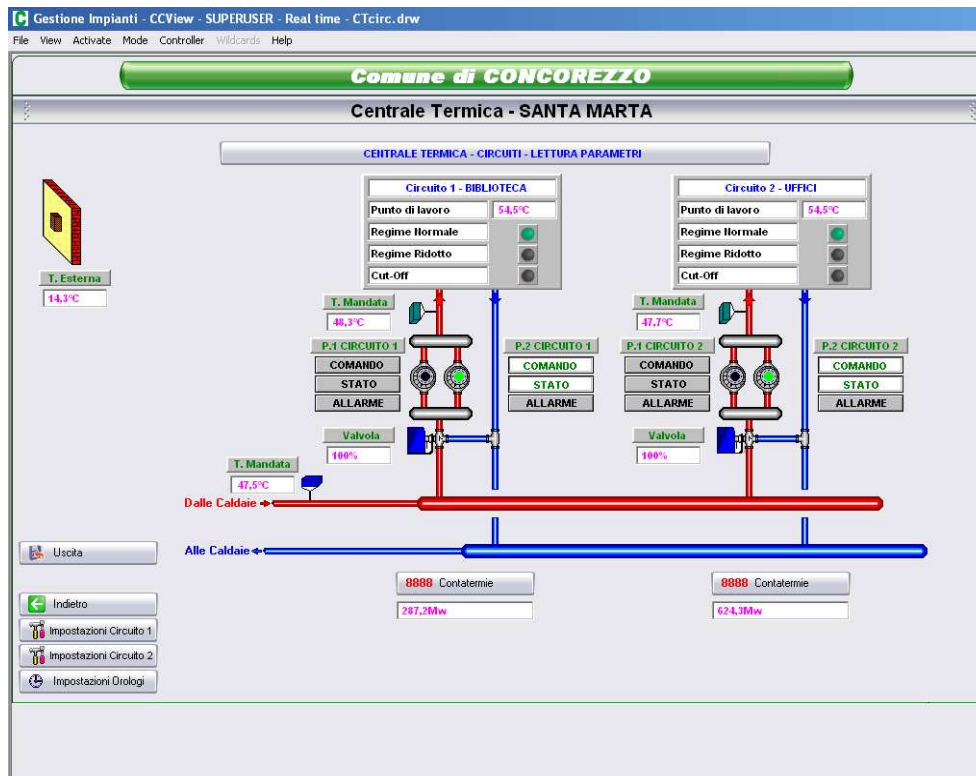 Gestione Impianti - CCView - SUPERUSER - Real time - CTcirc.drw
File View Activate Mode Controller Wildcards Help
Comune di CONCOREZZO
Centrale Termica - SANTA MARTA
CENTRALE TERMICA - CIRCUITI - LETTURA PARAMETRI
T. Esterna
14,3°C
Circuito 1 - BIBLIOTECA
Punto di lavoro 54,5°C
Regime Normale
Regime Ridotto
Cut-Off
Circuito 2 - UFFICI
Punto di lavoro 54,5°C
Regime Normale
Regime Ridotto
Cut-Off
T. Mandata
48,3°C
P.1 CIRCUITO 1
COMANDO
STATO
ALLARME
P.2 CIRCUITO 1
COMANDO
STATO
ALLARME
Valvola
100%
T. Mandata
47,7°C
P.1 CIRCUITO 2
COMANDO
STATO
ALLARME
P.2 CIRCUITO 2
COMANDO
STATO
ALLARME
Valvola
100%
T. Mandata
47,5°C
Dalle Caldaie
Alle Caldaie
8888 Contatermie
287,2Mw
8888 Contatermie
624,3Mw
Uscita
Indietro
Impostazioni Circuito 1
Impostazioni Circuito 2
Impostazioni Orologi